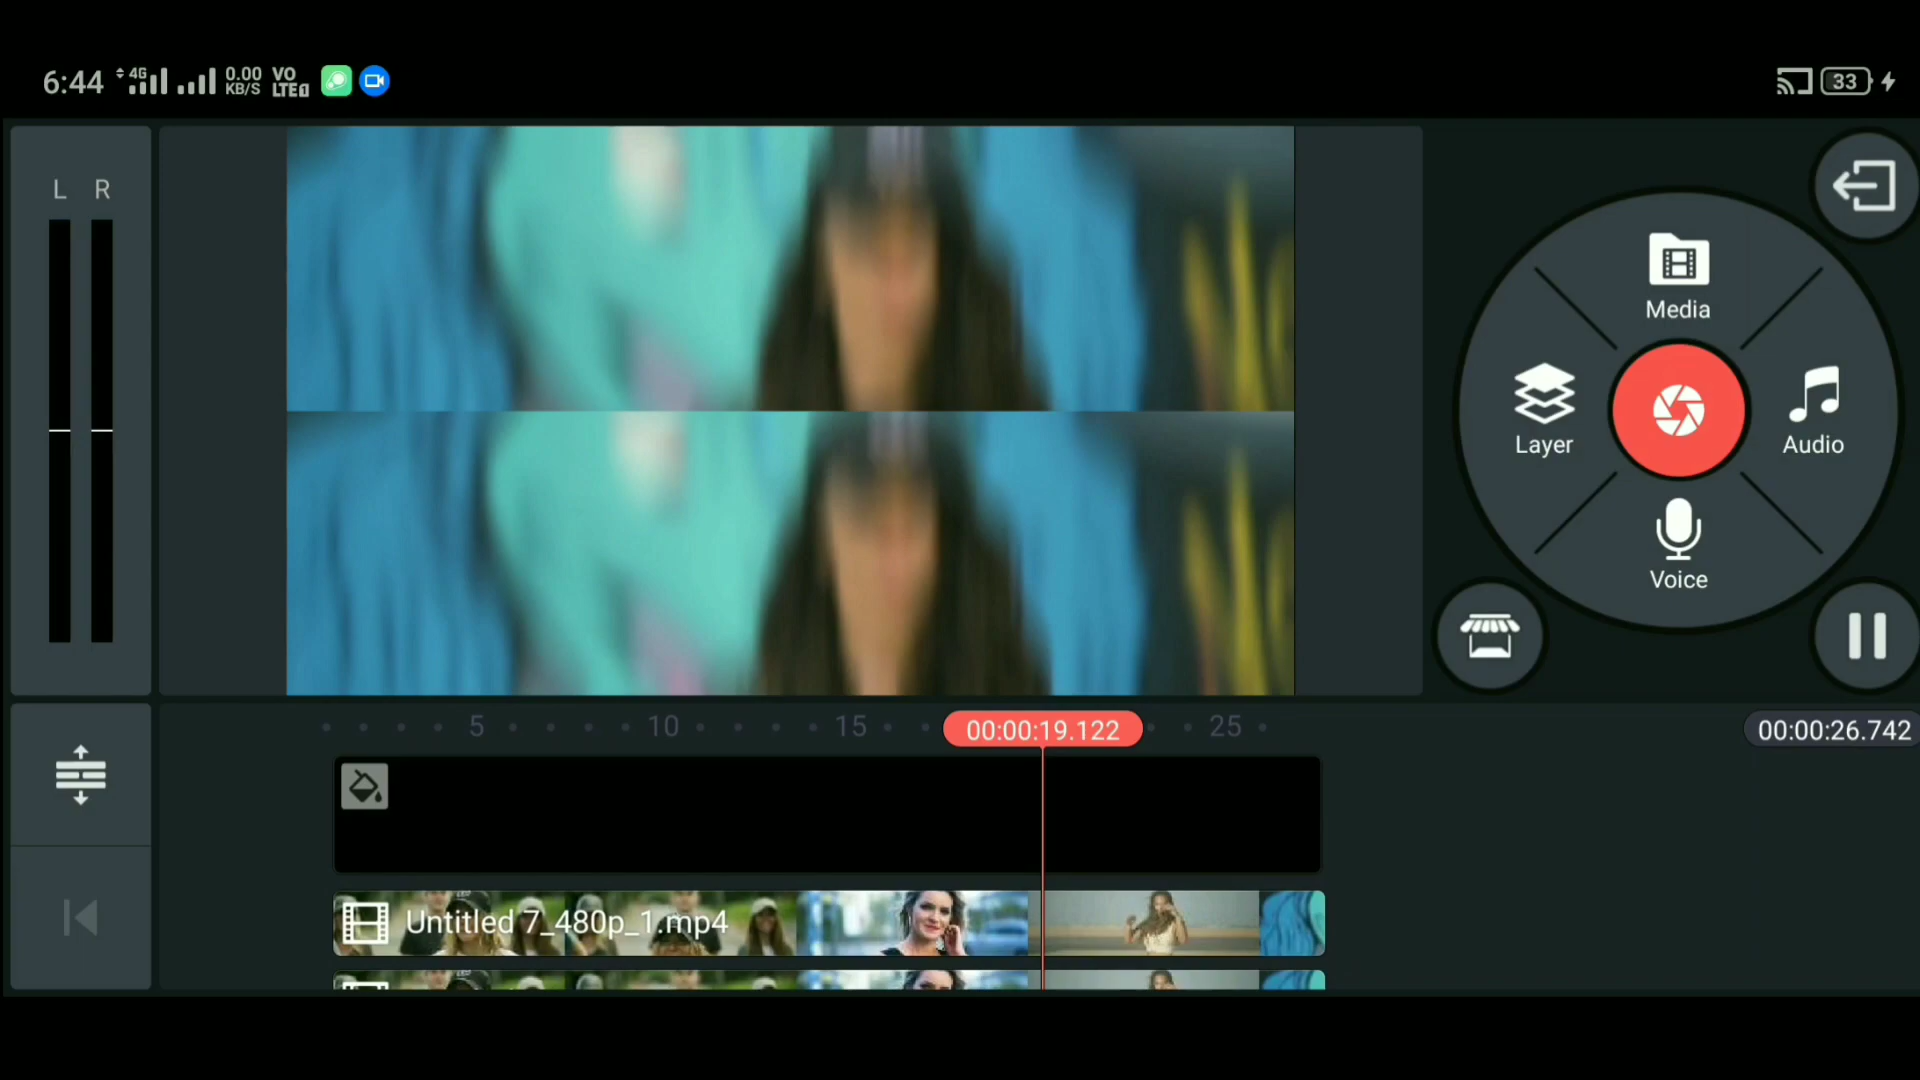 6:44 4G 0.00 KB/S VO LTE 33
L R
Media
Layer
Audio
Voice
5 10 15 00:00:19.122 25 00:00:26.742
Untitled 7_480p_1.mp4